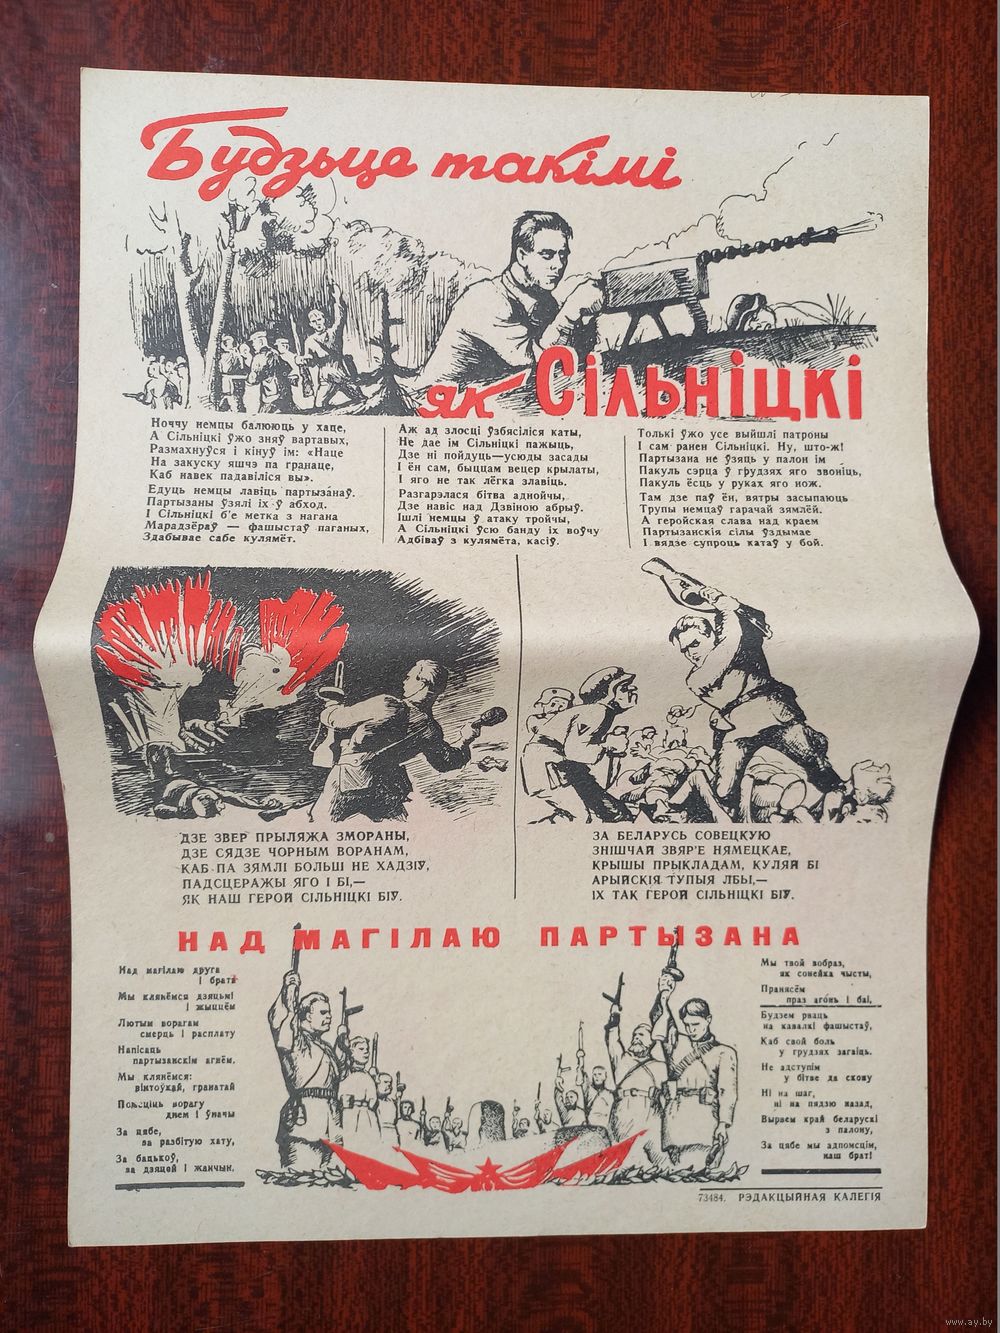 Будзьце такімі
як Сільніцкі
Ноччу немцы балююць у хаце,
А Сільніцкі ўжо зняў вартавых,
Размахнуўся і кінуў ім: «Наце
На закуску яшчэ па гранаце,
Каб навек падавіліся вы».
Едуць немцы лавіць партызанаў.
Партызаны ўзялі іх ў абход.
І Сільніцкі б'е метка з нагана
Марадзёраў — фашыстаў паганых,
Здабывае сабе кулямёт.
Аж ад злосці ўзбясіліся каты,
Не дае ім Сільніцкі пажыць,
Дзе ні пойдуць—усюды засады
І ён сам, быццам вецер крылаты,
І яго не так лёгка злавіць.
Разгарэлася бітва аднойчы,
Дзе навіс над Дзвіною абрыў.
Ішлі немцы ў атаку тройчы,
А Сільніцкі ўсю банду іх воўчу
Адбіваў з кулямёта, касіў.
Толькі ўжо усе выйшлі патроны
І сам ранен Сільніцкі. Ну, што-ж!
Партызана не ўзяць у палон ім
Пакуль сэрца ў грудзях яго звоніць,
Пакуль ёсць у руках яго нож.
Там дзе паў ён, вятры засыпаюць
Трупы немцаў гарачай зямлёй.
А геройская слава над краем
Партызанскія сілы ўздымае
І вядзе супроць катаў у бой.
ДЗЕ ЗВЕР ПРЫЛЯЖА ЗМОРАНЫ,
ДЗЕ СЯДЗЕ ЧОРНЫМ ВОРАНАМ,
КАБ ПА ЗЯМЛІ БОЛЬШ НЕ ХАДЗІЎ,
ПАДСЦЕРАЖЫ ЯГО І БІ,—
ЯК НАШ ГЕРОЙ СІЛЬНІЦКІ БІЎ.
ЗА БЕЛАРУСЬ СОВЕЦКУЮ
ЗНІШЧАЙ ЗВЯР'Е НЯМЕЦКАЕ,
КРЫШЫ ПРЫКЛАДАМ, КУЛЯЙ БІ
АРЫЙСКІЯ ТУПЫЯ ЛБЫ,—
ІХ ТАК ГЕРОЙ СІЛЬНІЦКІ БІЎ.
НАД МАГІЛАЮ ПАРТЫЗАНА
Над магілаю друга
і брата
Мы клянёмся дзяцьмі
і жыццём
Лютым ворагам
смерць і расплату
Напісаць
партызанскім агнём.
Мы клянёмся:
вінтоўкай, гранатай
Помсціць ворагу
днем і ўначы
За цябе,
за разбітую хату,
За бацькоў,
за дзяцей і жанчын.
Мы твой вобраз,
як сонейка чысты,
Пранясём
праз агонь і баі,
Будзем рваць
на кавалкі фашыстаў,
Каб свой боль
у грудзях загаіць.
Не адступім
у бітве да скону
Ні на шаг,
ні на пядзю назад,
Вырвем край беларускі
з палону,
За цябе мы адпомсцім,
наш брат!
73484. РЭДАКЦЫЙНАЯ КАЛЕГІЯ
www.ay.by